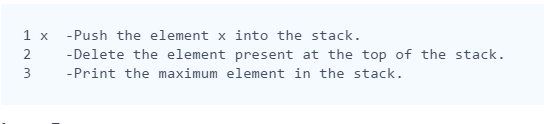 1 x  -Push the element x into the stack.
2    -Delete the element present at the top of the stack.
3    -Print the maximum element in the stack.